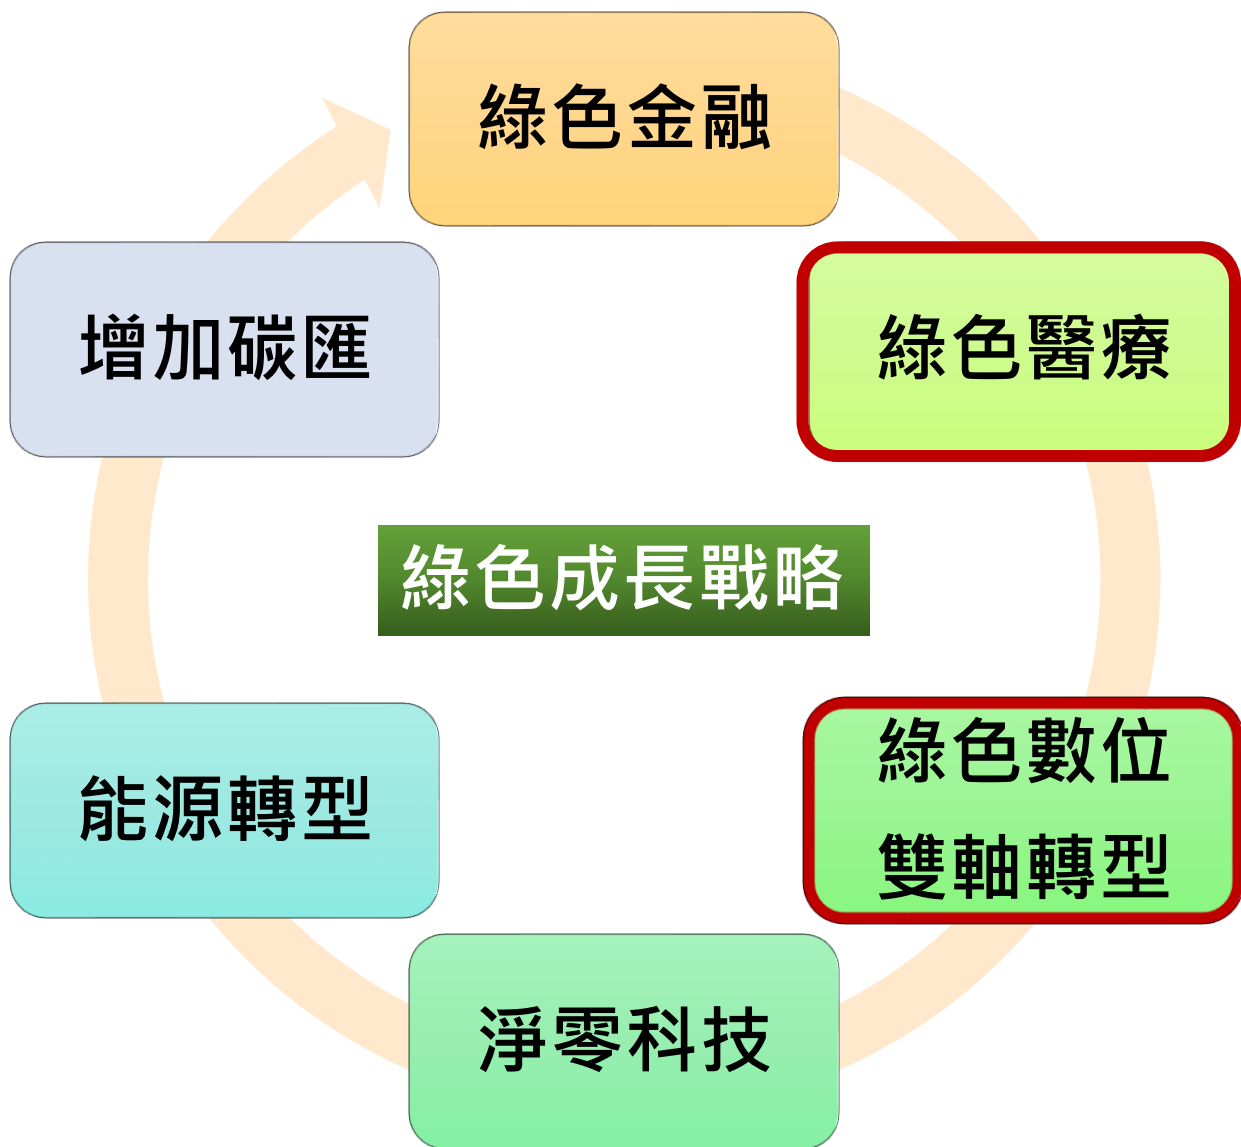 綠色金融
綠色醫療
綠色數位
雙軸轉型
淨零科技
能源轉型
增加碳匯
綠色成長戰略